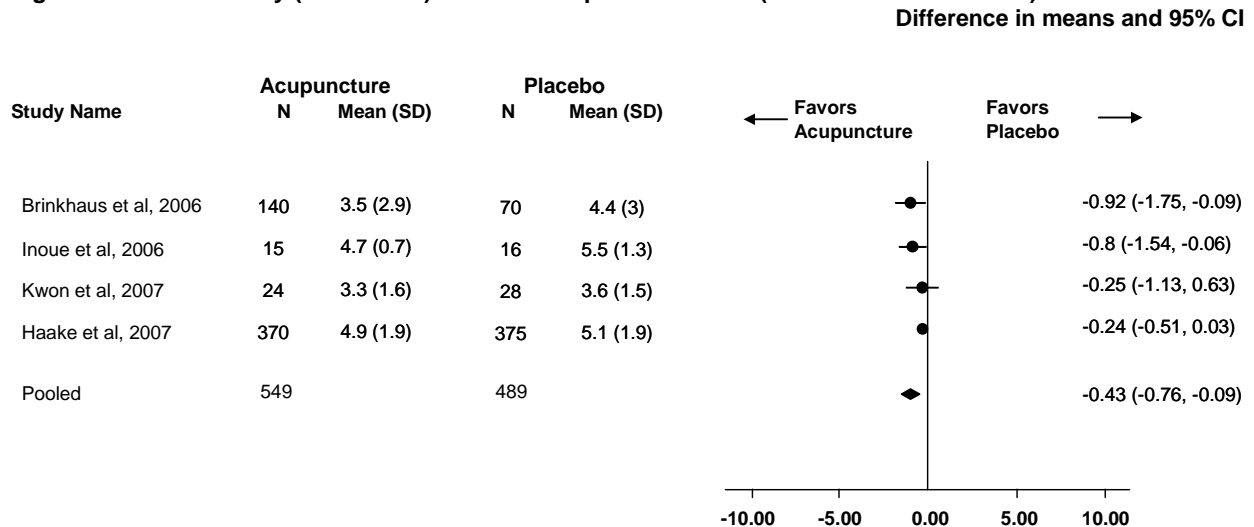 Difference in means and 95% CI
Acupuncture Placebo
Study Name N Mean (SD) N Mean (SD) Favors Acupuncture Favors Placebo
Brinkhaus et al, 2006 140 3.5 (2.9) 70 4.4 (3) -0.92 (-1.75, -0.09)
Inoue et al, 2006 15 4.7 (0.7) 16 5.5 (1.3) -0.8 (-1.54, -0.06)
Kwon et al, 2007 24 3.3 (1.6) 28 3.6 (1.5) -0.25 (-1.13, 0.63)
Haake et al, 2007 370 4.9 (1.9) 375 5.1 (1.9) -0.24 (-0.51, 0.03)
Pooled 549 489 -0.43 (-0.76, -0.09)
-10.00 -5.00 0.00 5.00 10.00